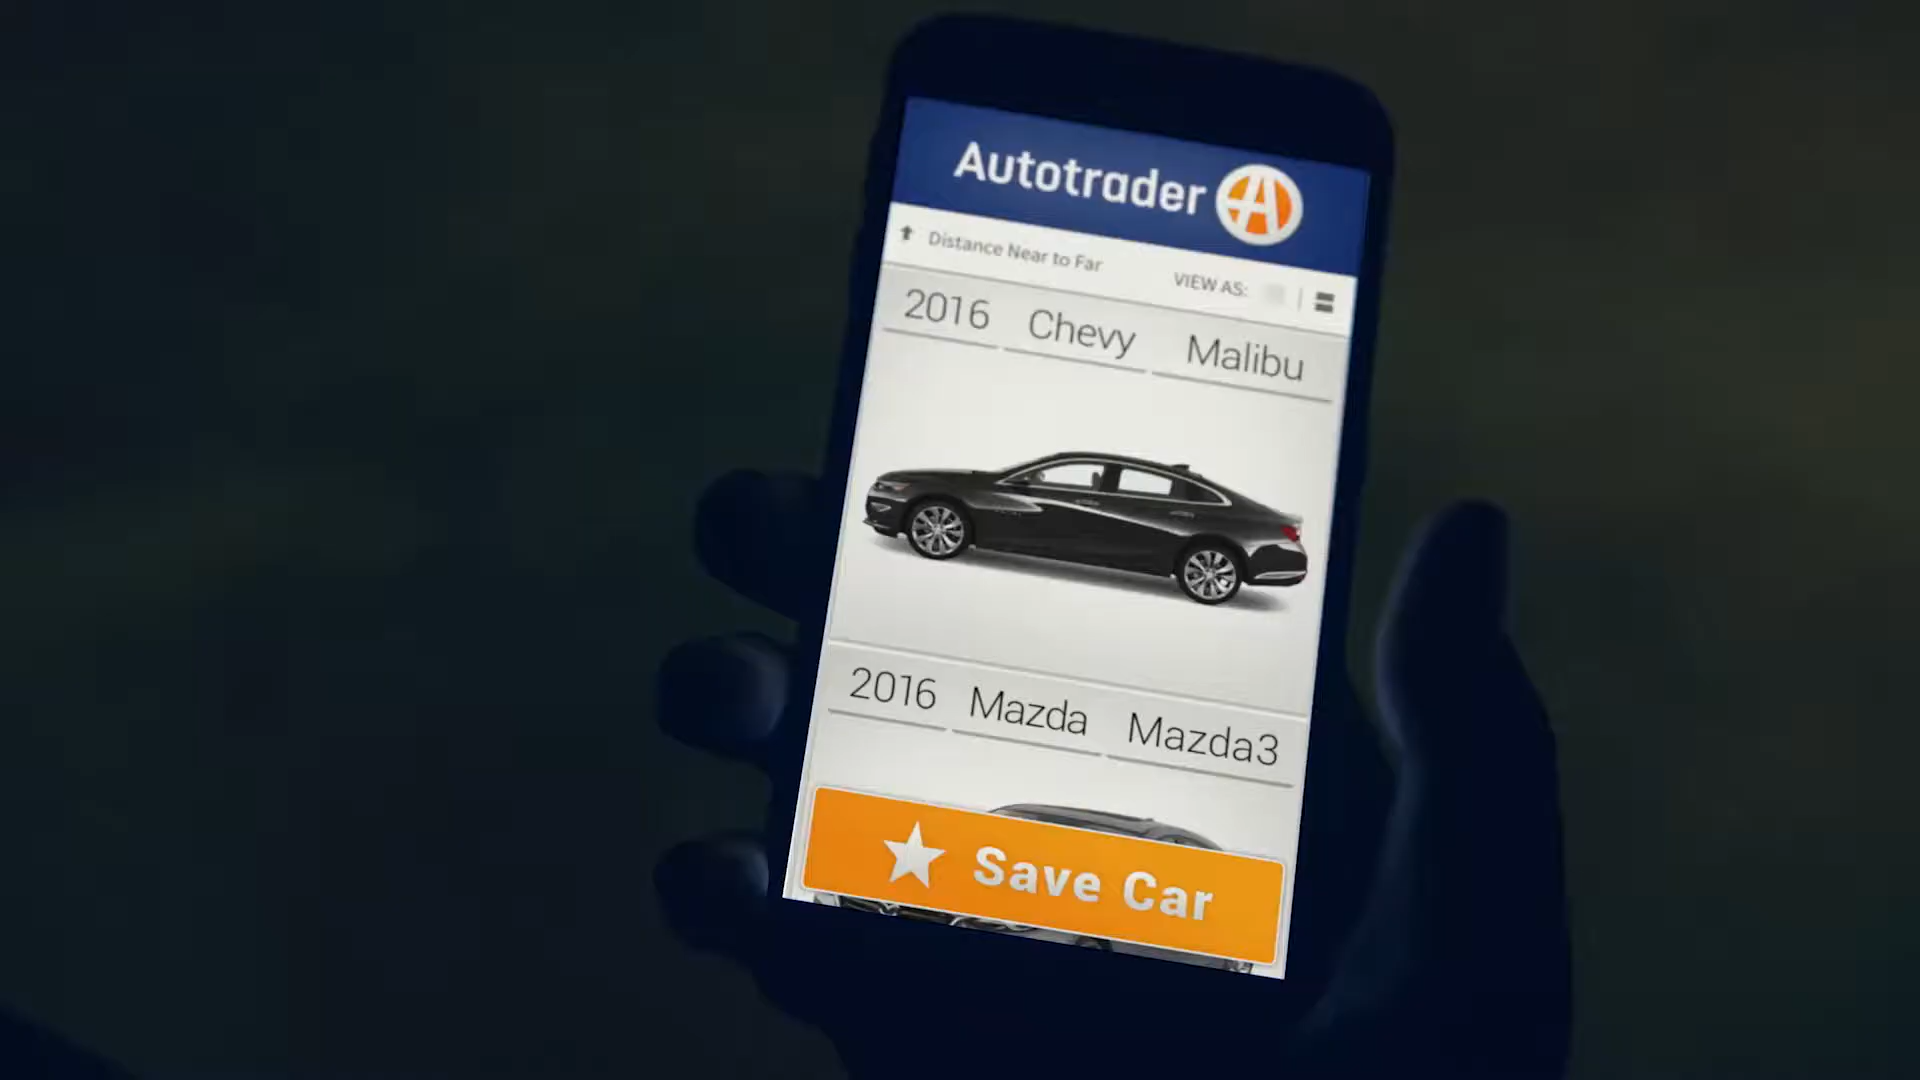 Autotrader
Distance Near to Far VIEW AS:
2016 Chevy Malibu
2016 Mazda Mazda3
Save Car